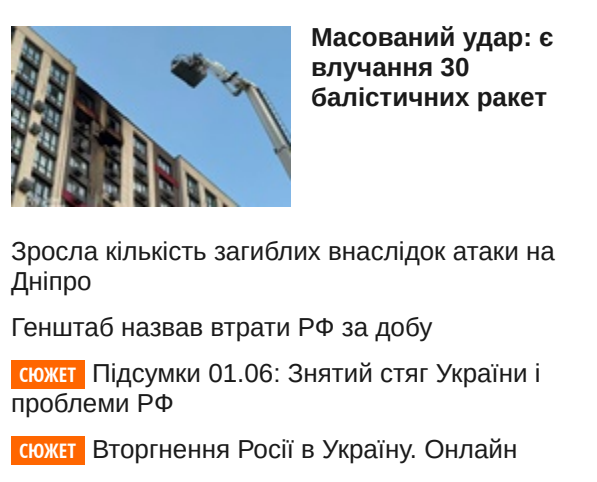 Масований удар: є
влучання 30
балістичних ракет
Зросла кількість загиблих внаслідок атаки на
Дніпро
Генштаб назвав втрати РФ за добу
СЮЖЕТ Підсумки 01.06: Знятий стяг України і
проблеми РФ
СЮЖЕТ Вторгнення Росії в Україну. Онлайн